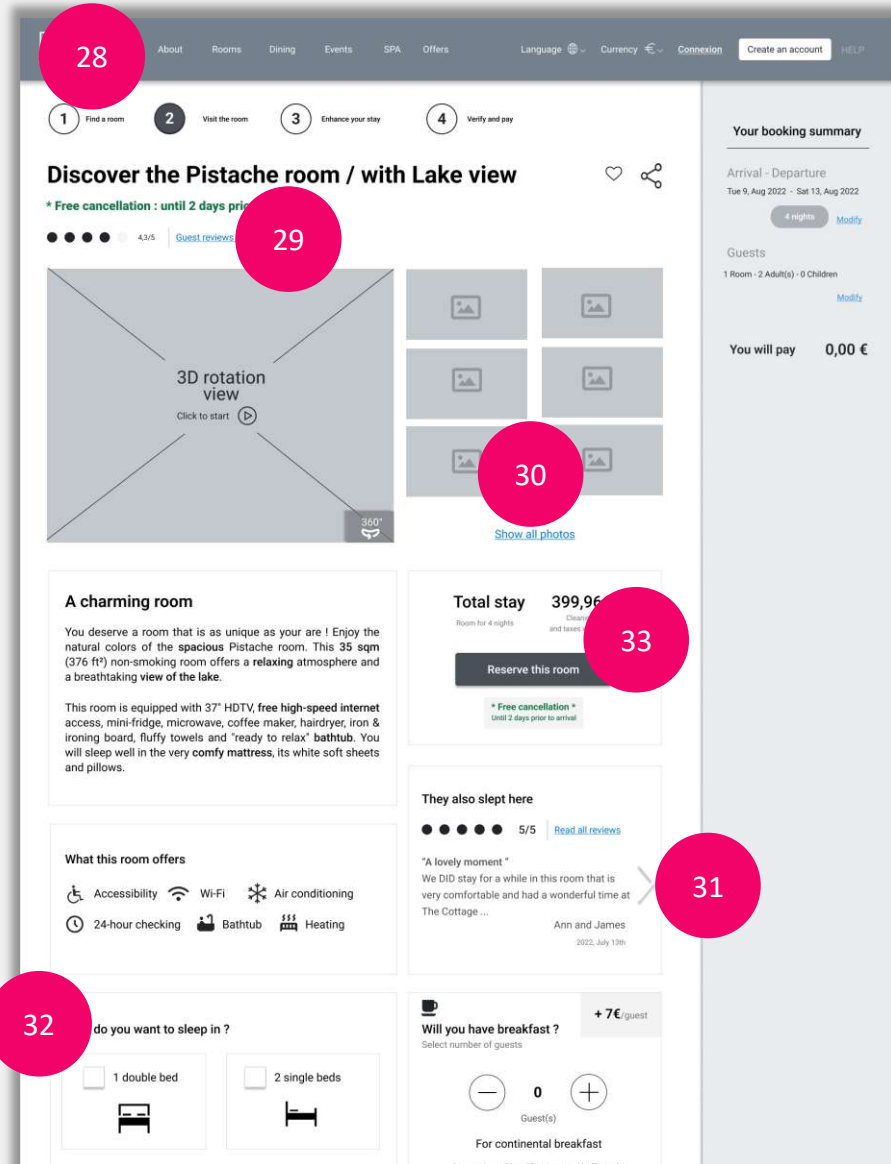 28
About Rooms Dining Events SPA Offers Language Currency € Connexion Create an account HELP
1 Find a room 2 Visit the room 3 Enhance your stay 4 Verify and pay
Discover the Pistache room / with Lake view
* Free cancellation : until 2 days
4,3/5 Guest reviews
29
3D rotation
view
Click to start
360°
30
Show all photos
Your booking summary
Arrival - Departure
Tue 9, Aug 2022 - Sat 13, Aug 2022
4 nights Modify
Guests
1 Room - 2 Adult(s) - 0 Children
Modify
You will pay 0,00 €
A charming room
You deserve a room that is as unique as your are ! Enjoy the
natural colors of the spacious Pistache room. This 35 sqm
(376 ft²) non-smoking room offers a relaxing atmosphere and
a breathtaking view of the lake.
This room is equipped with 37" HDTV, free high-speed internet
access, mini-fridge, microwave, coffee maker, hairdryer, iron &
ironing board, fluffy towels and "ready to relax" bathtub. You
will sleep well in the very comfy mattress, its white soft sheets
and pillows.
Total stay 399,96
Room for 4 nights
and taxes
33
Reserve this room
* Free cancellation *
Until 2 days prior to arrival
They also slept here
5/5 Read all reviews
"A lovely moment "
We DID stay for a while in this room that is
very comfortable and had a wonderful time at
The Cottage ...
Ann and James
2022, July 13th
31
What this room offers
Accessibility Wi-Fi Air conditioning
24-hour checking Bathtub Heating
32
do you want to sleep in ?
1 double bed 2 single beds
+ 7€/guest
Will you have breakfast ?
Select number of guests
0
Guest(s)
For continental breakfast